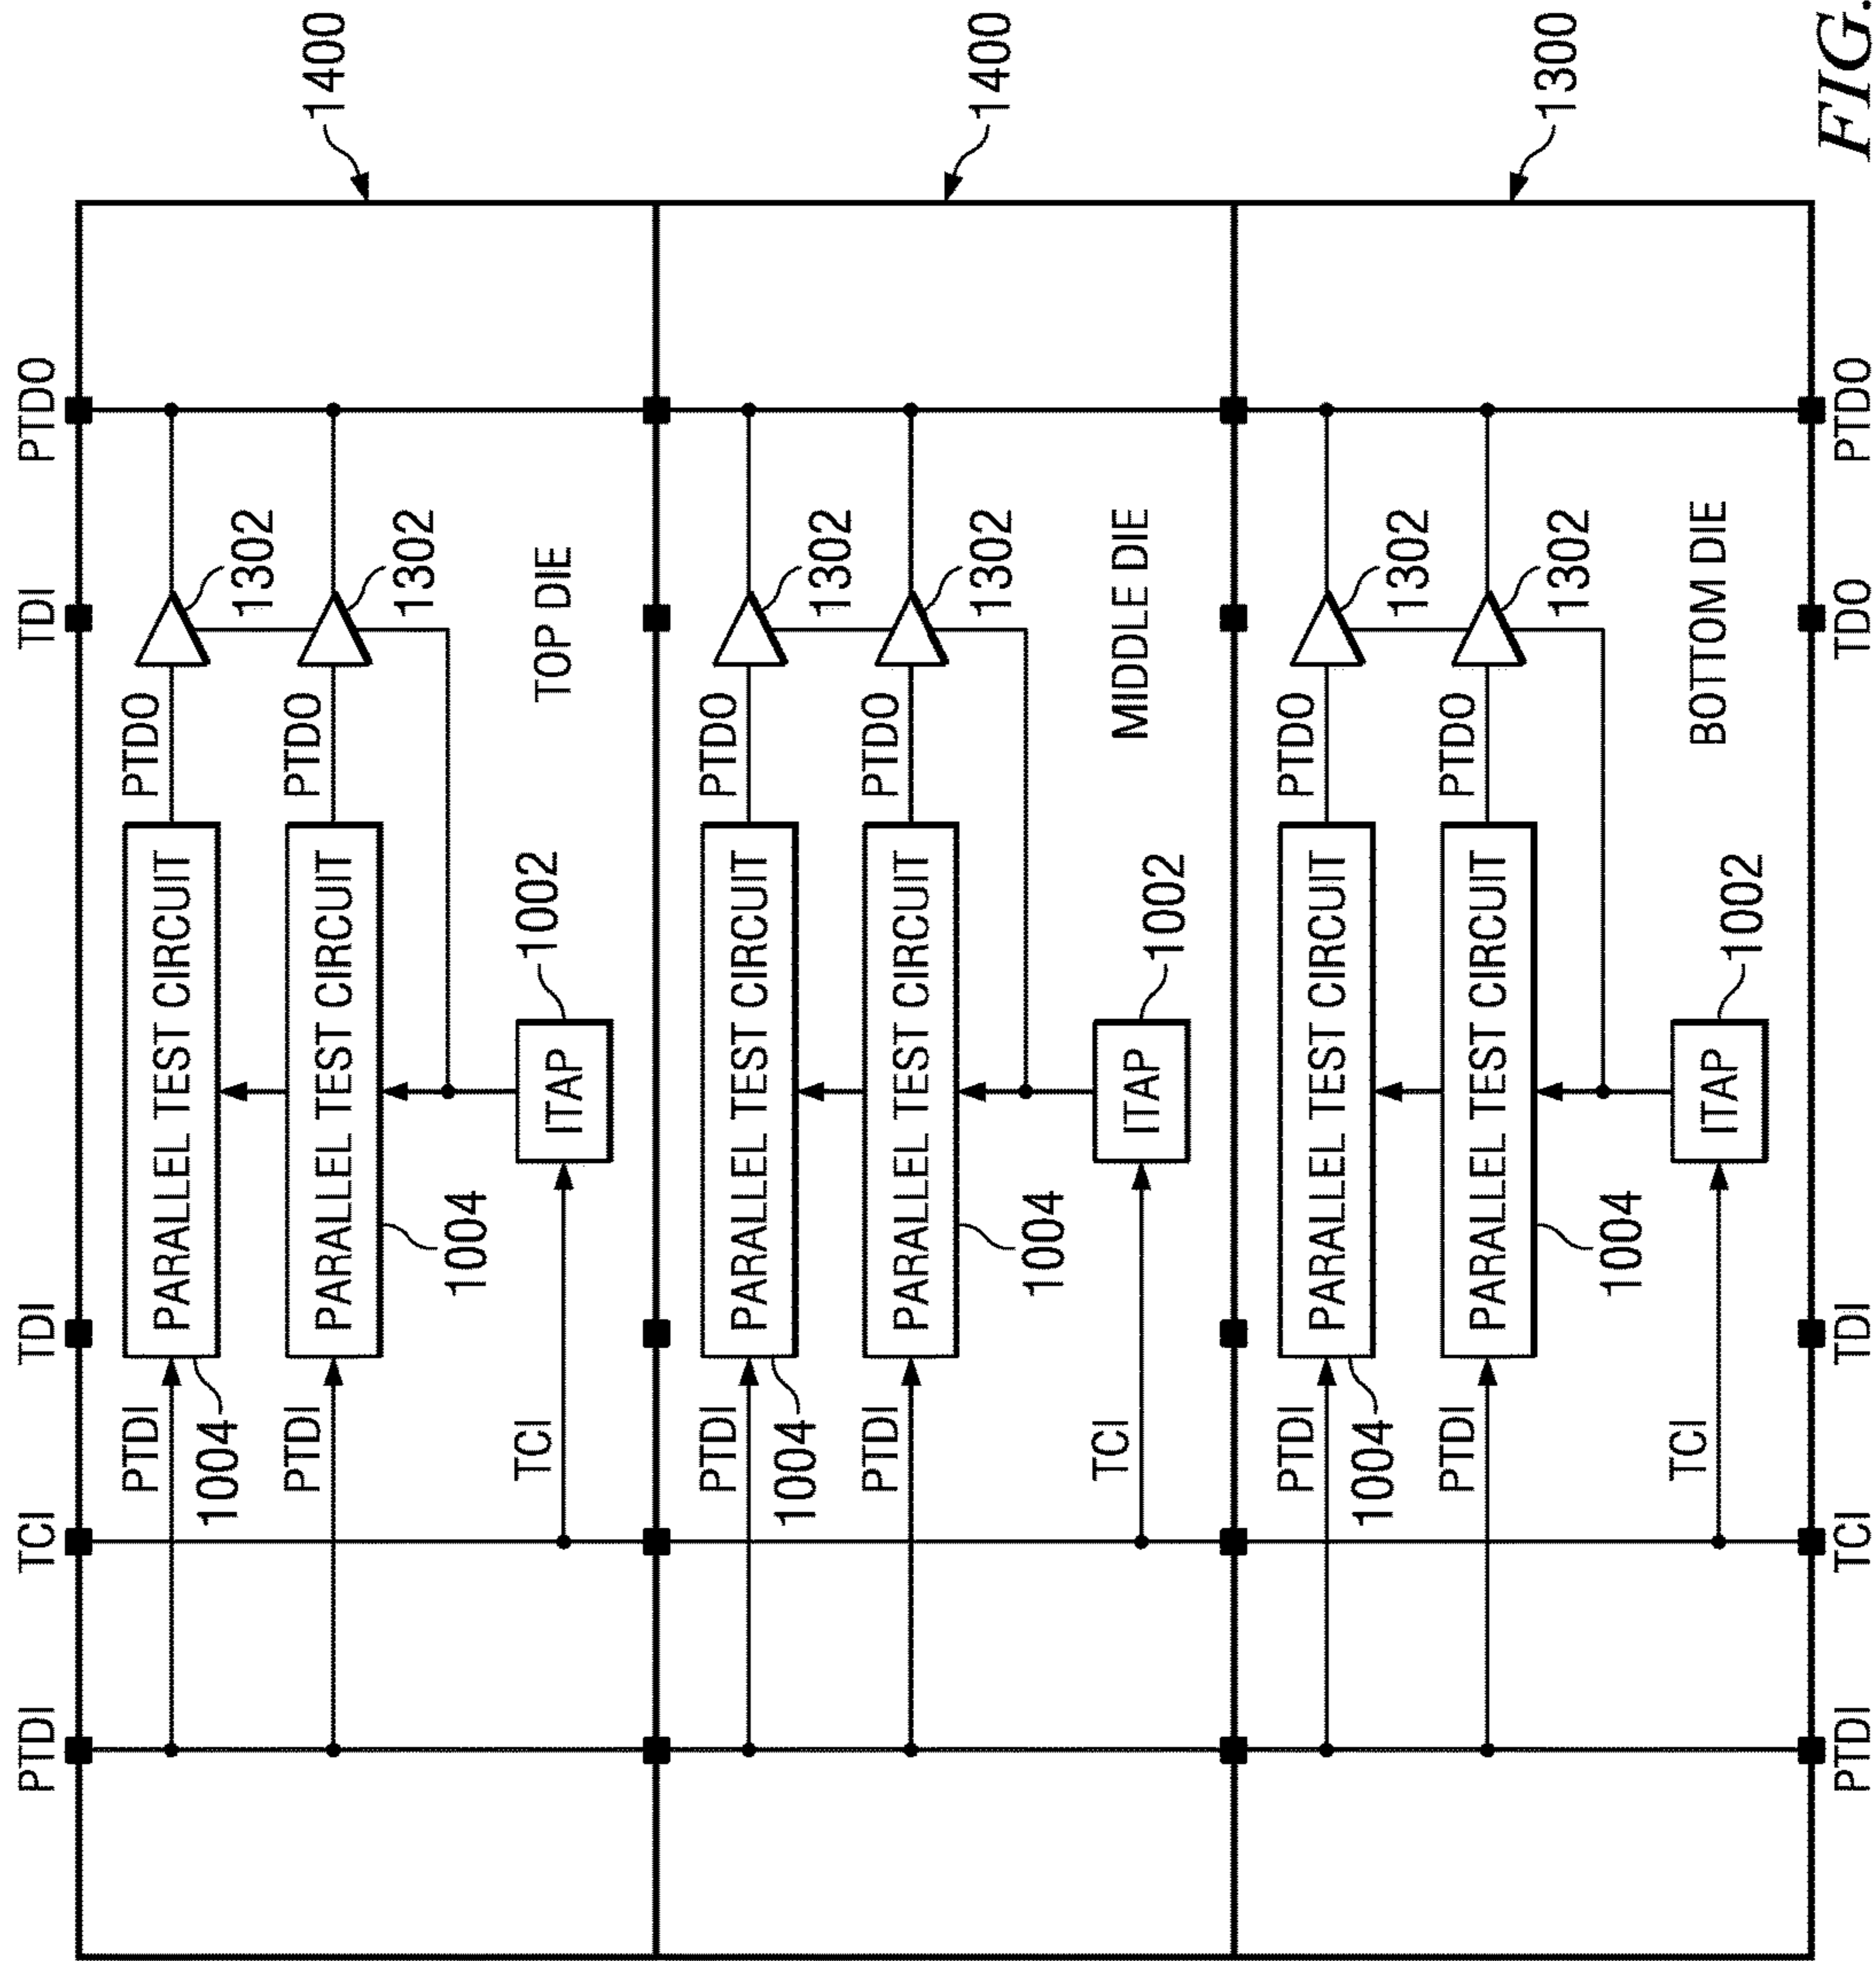 PTDI TCI TDI TDI PTDO
PTDI PTDO
PARALLEL TEST CIRCUIT
1004 1302
PTDI PTDO
PARALLEL TEST CIRCUIT 1400
1302
1004
TCI 1002 TOP DIE
ITAP
PTDI PTDO
PARALLEL TEST CIRCUIT
1004 1302
PTDI PTDO
PARALLEL TEST CIRCUIT
1302 1400
1004
TCI 1002 MIDDLE DIE
ITAP
PTDI PTDO
PARALLEL TEST CIRCUIT
1004 1302
PTDI PTDO
PARALLEL TEST CIRCUIT
1302 1300
1004
TCI 1002 BOTTOM DIE
ITAP
PTDI TCI TDI TDO PTDO
FIG.